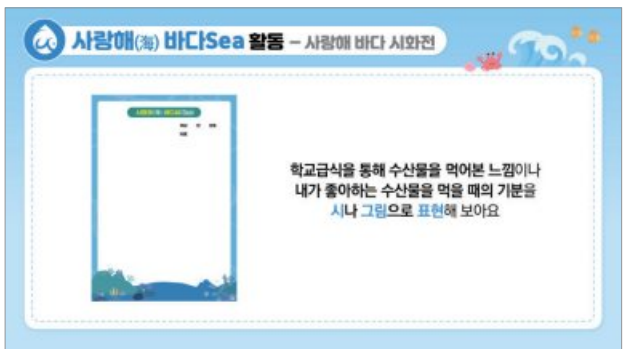 사랑해(海) 바다Sea 활동 - 사랑해 바다 시화전
학교급식을 통해 수산물을 먹어본 느낌이나
내가 좋아하는 수산물을 먹을 때의 기분을
시나 그림으로 표현해 보아요